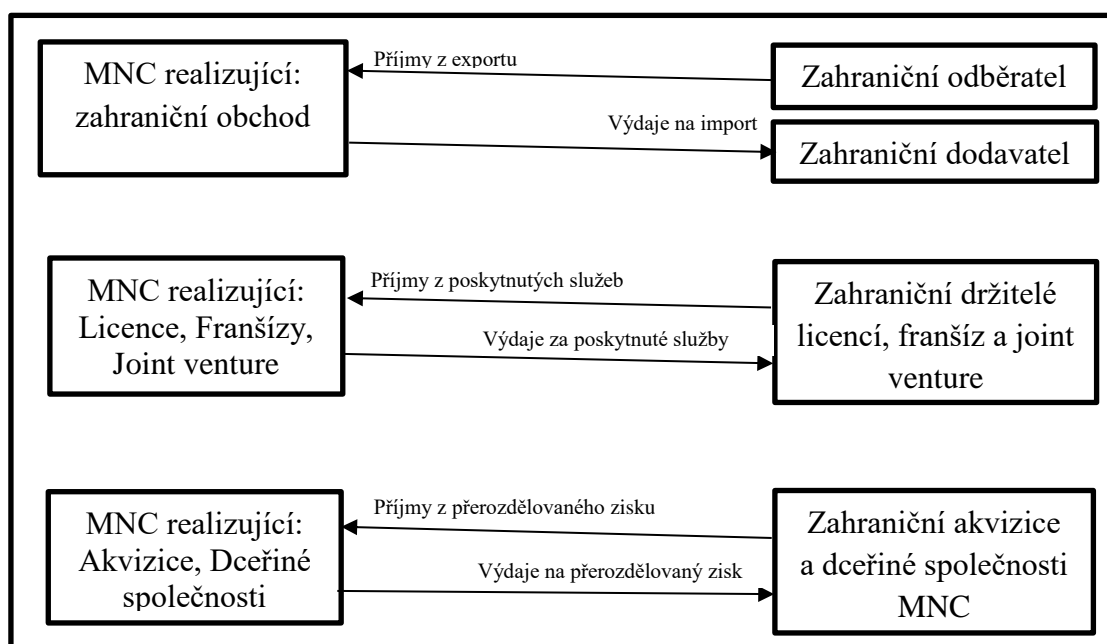 MNC realizující:
zahraniční obchod
Příjmy z exportu
Výdaje na import
Zahraniční odběratel
Zahraniční dodavatel
MNC realizující:
Licence, Franšízy,
Joint venture
Příjmy z poskytnutých služeb
Výdaje za poskytnuté služby
Zahraniční držitelé
licencí, franšíz a joint
venture
MNC realizující:
Akvizice, Dceřiné
společnosti
Příjmy z přerozdělovaného zisku
Výdaje na přerozdělovaný zisk
Zahraniční akvizice
a dceřiné společnosti
MNC